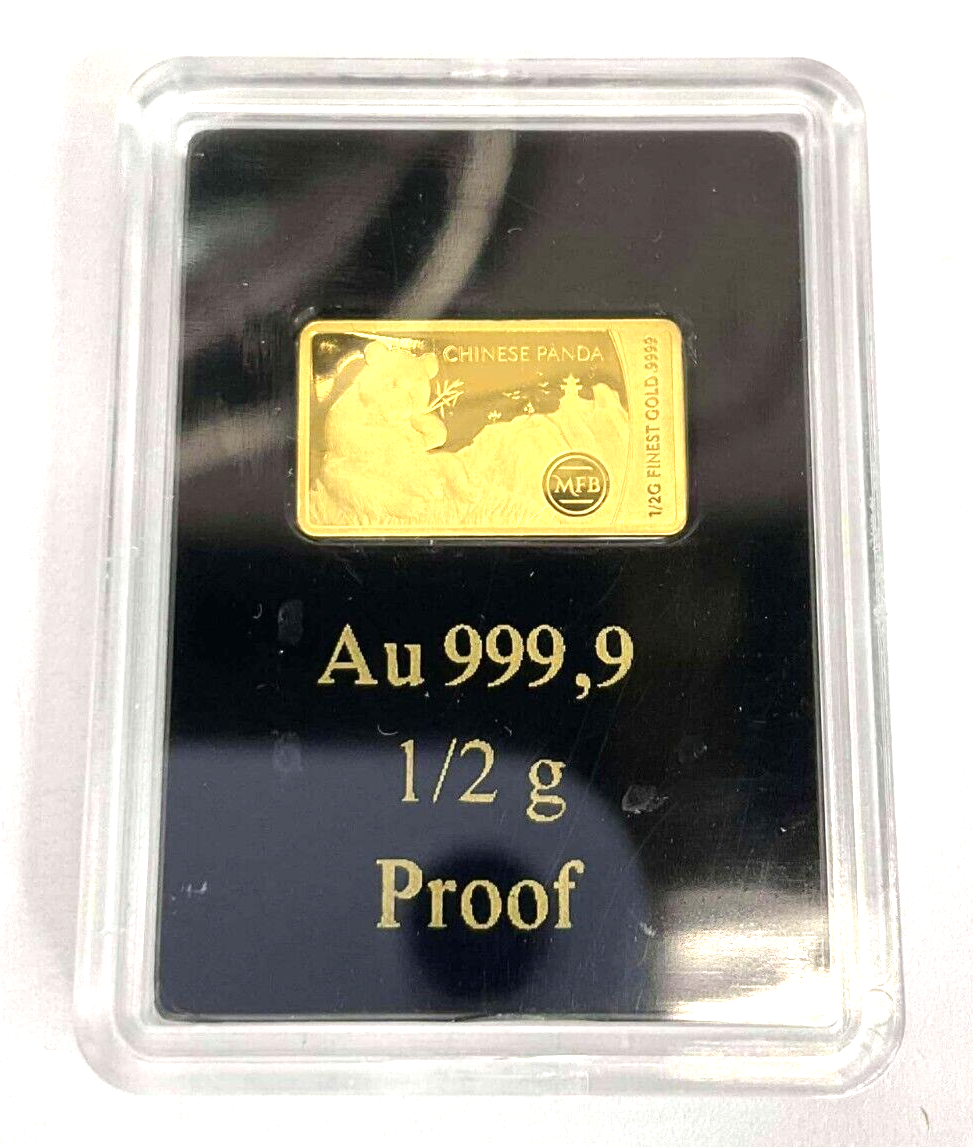 CHINESE PANDA
1/2G FINEST GOLD .9999
MFB
Au 999,9
1/2 g
Proof